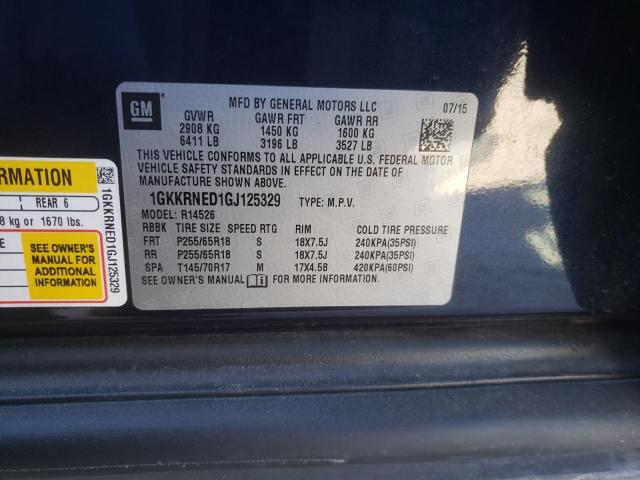 GM
MFD BY GENERAL MOTORS LLC 07/15
GVWR GAWR FRT GAWR RR
2908 KG 1450 KG 1600 KG
6411 LB 3196 LB 3527 LB
THIS VEHICLE CONFORMS TO ALL APPLICABLE U.S. FEDERAL MOTOR
VEHICLE SAFETY STANDARDS IN EFFECT ON THE DATE OF
MANUFACTURE SHOWN ABOVE.
1GKKRNED1GJ125329 TYPE: M.P.V.
MODEL: R14526
RBBK TIRE SIZE SPEED RTG RIM COLD TIRE PRESSURE
FRT P255/65R18 S 18X7.5J 240KPA(35PSI)
RR P255/65R18 S 18X7.5J 240KPA(35PSI)
SPA T145/70R17 M 17X4.5B 420KPA(60PSI)
SEE OWNER'S MANUAL FOR MORE INFORMATION
REAR 6
8 kg or 1670 lbs.
SEE OWNER'S
MANUAL FOR
ADDITIONAL
INFORMATION
1GKKRNED1GJ125329